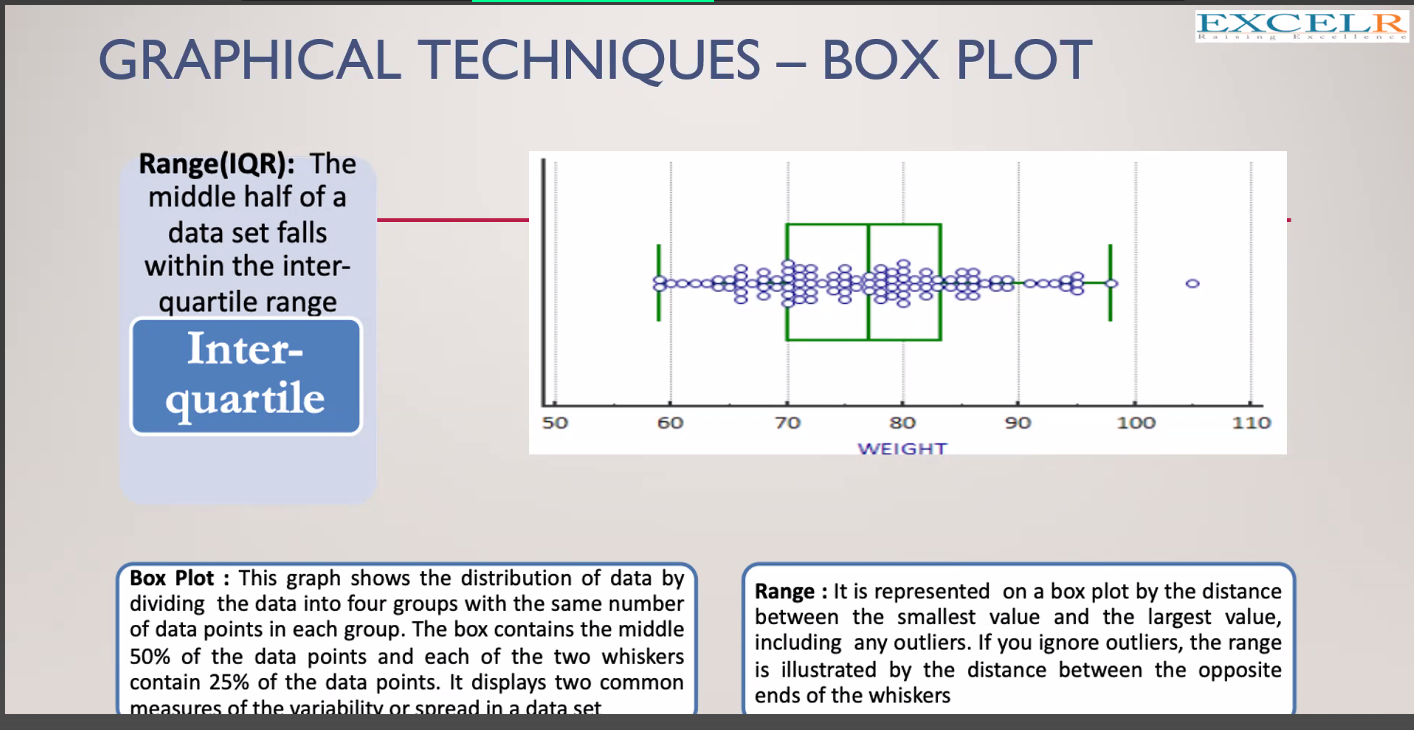 EXCELR
Raising Excellence
GRAPHICAL TECHNIQUES – BOX PLOT
Range(IQR): The
middle half of a
data set falls
within the inter-
quartile range
Inter-
quartile
50 60 70 80 90 100 110
WEIGHT
Box Plot : This graph shows the distribution of data by
dividing the data into four groups with the same number
of data points in each group. The box contains the middle
50% of the data points and each of the two whiskers
contain 25% of the data points. It displays two common
measures of the variability or spread in a data set
Range : It is represented on a box plot by the distance
between the smallest value and the largest value,
including any outliers. If you ignore outliers, the range
is illustrated by the distance between the opposite
ends of the whiskers